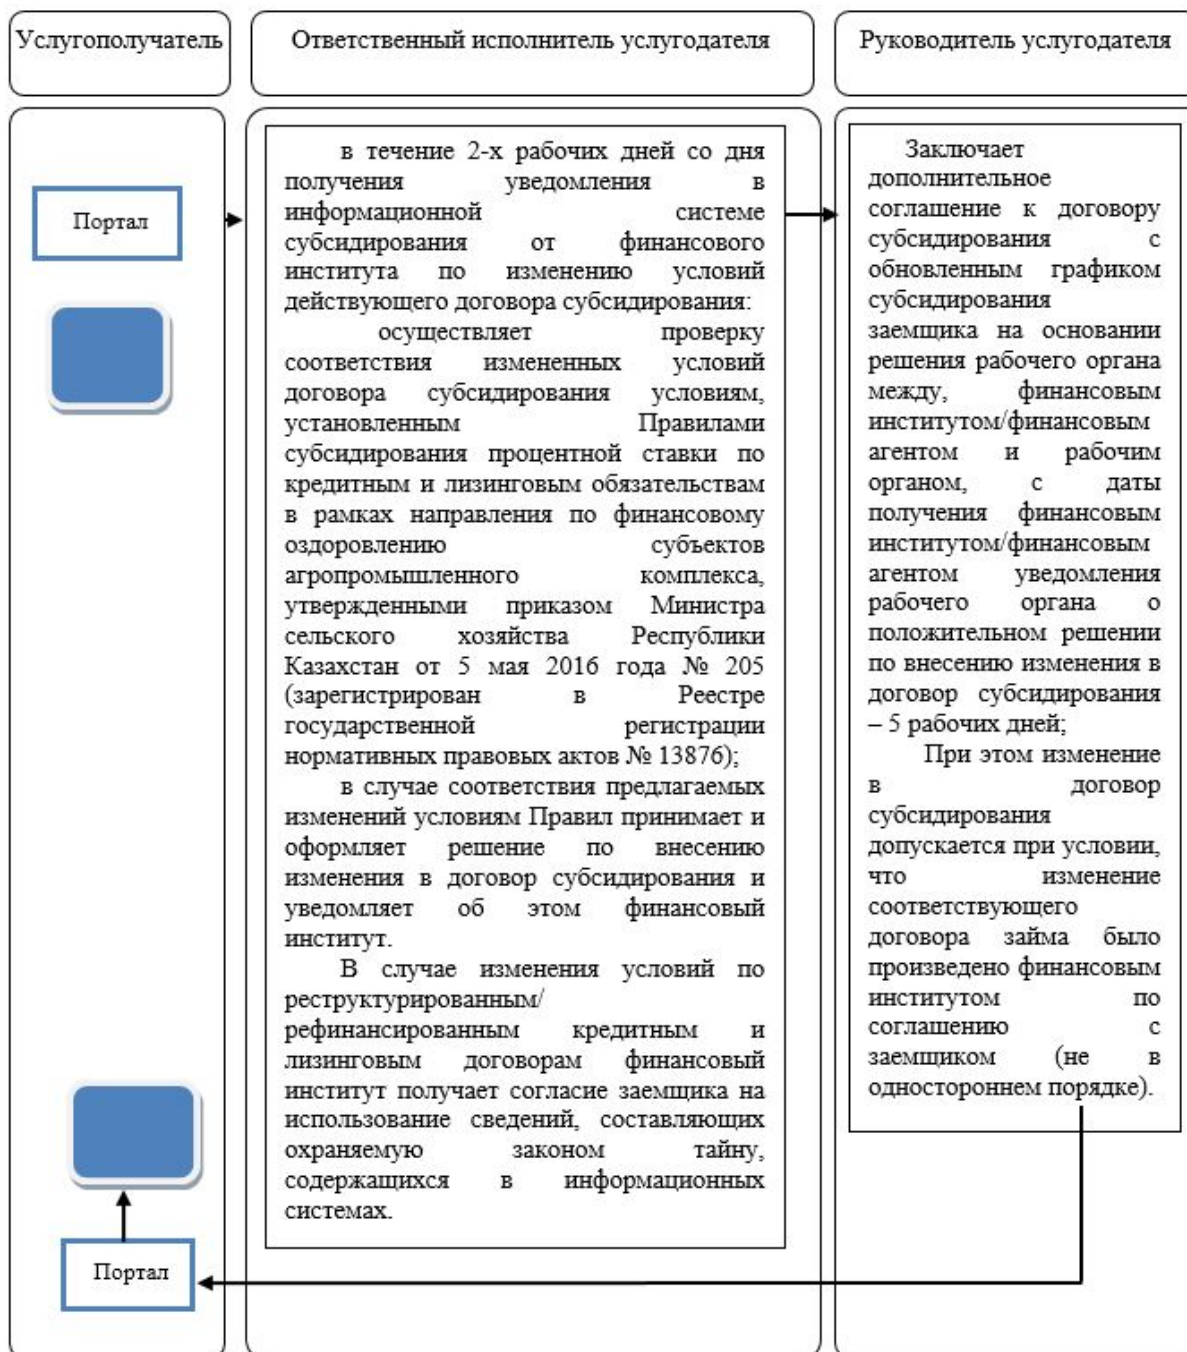 Услугополучатель
Ответственный исполнитель услугодателя
Руководитель услугодателя
Портал
в течение 2-х рабочих дней со дня
получения уведомления в
информационной системе
субсидирования от финансового
института по изменению условий
действующего договора субсидирования:
осуществляет проверку
соответствия измененных условий
договора субсидирования условиям,
установленным Правилами
субсидирования процентной ставки по
кредитным и лизинговым обязательствам
в рамках направления по финансовому
оздоровлению субъектов
агропромышленного комплекса,
утвержденными приказом Министра
сельского хозяйства Республики
Казахстан от 5 мая 2016 года № 205
(зарегистрирован в Реестре
государственной регистрации
нормативных правовых актов № 13876);
в случае соответствия предлагаемых
изменений условиям Правил принимает и
оформляет решение по внесению
изменения в договор субсидирования и
уведомляет об этом финансовый
институт.
В случае изменения условий по
реструктурированным/
рефинансированным кредитным и
лизинговым договорам финансовый
институт получает согласие заемщика на
использование сведений, составляющих
охраняемую законом тайну,
содержащихся в информационных
системах.
Заключает
дополнительное
соглашение к договору
субсидирования с
обновленным графиком
субсидирования
заемщика на основании
решения рабочего органа
между, финансовым
институтом/финансовым
агентом и рабочим
органом, с даты
получения финансовым
институтом/финансовым
агентом уведомления
рабочего органа о
положительном решении
по внесению изменения в
договор субсидирования
– 5 рабочих дней;
При этом изменение
в договор
субсидирования
допускается при условии,
что изменение
соответствующего
договора займа было
произведено финансовым
институтом по
соглашению с
заемщиком (не в
одностороннем порядке).
Портал